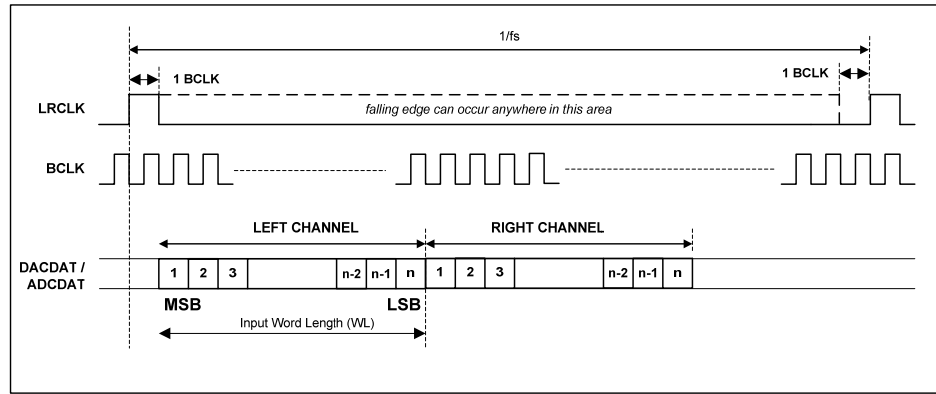 1/fs
1 BCLK
1 BCLK
LRCLK
falling edge can occur anywhere in this area
BCLK
LEFT CHANNEL
RIGHT CHANNEL
DACDAT /
ADCDAT
1 2 3 n-2 n-1 n 1 2 3 n-2 n-1 n
MSB
LSB
Input Word Length (WL)